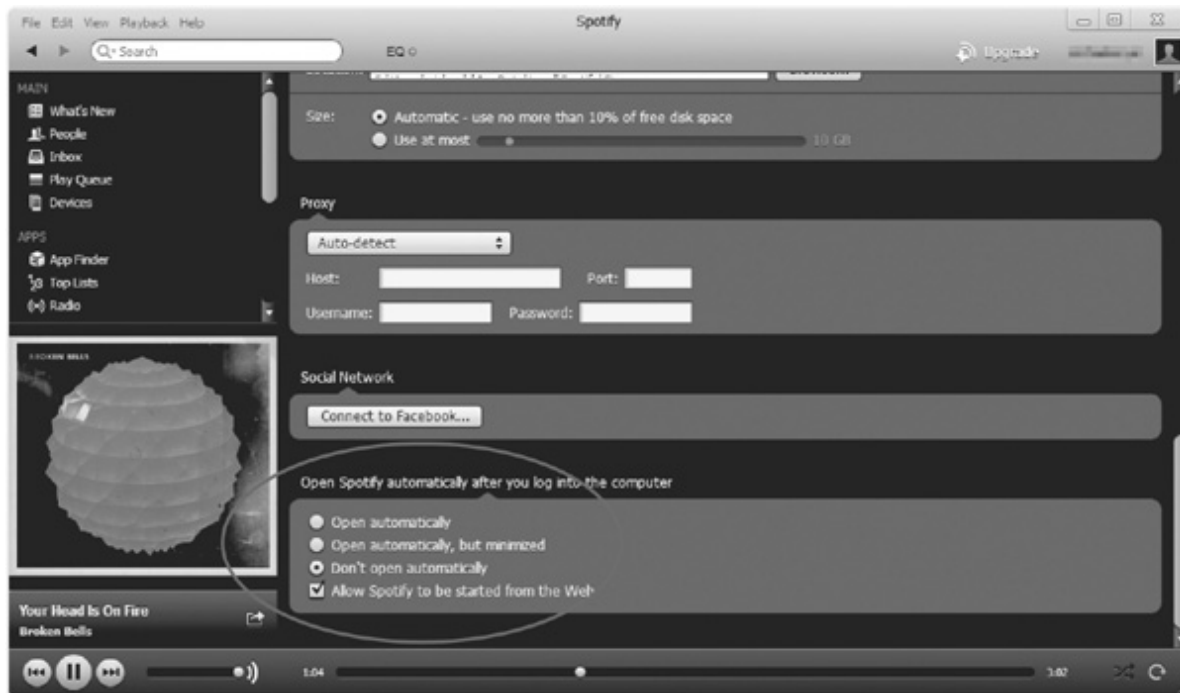 File Edit View Playback Help
Spotify
Search
EQ
Upgrade
MAIN
What's New
People
Inbox
Play Queue
Devices
APPS
App Finder
Top Lists
Radio
Size:
Automatic - use no more than 10% of free disk space
Use at most
10 GB
Proxy
Auto-detect
Host:
Port:
Username:
Password:
Social Network
Connect to Facebook...
Open Spotify automatically after you log into the computer
Open automatically
Open automatically, but minimized
Don't open automatically
Allow Spotify to be started from the Web
BROKEN BELLS
Your Head Is On Fire
Broken Bells
1:04
3:02